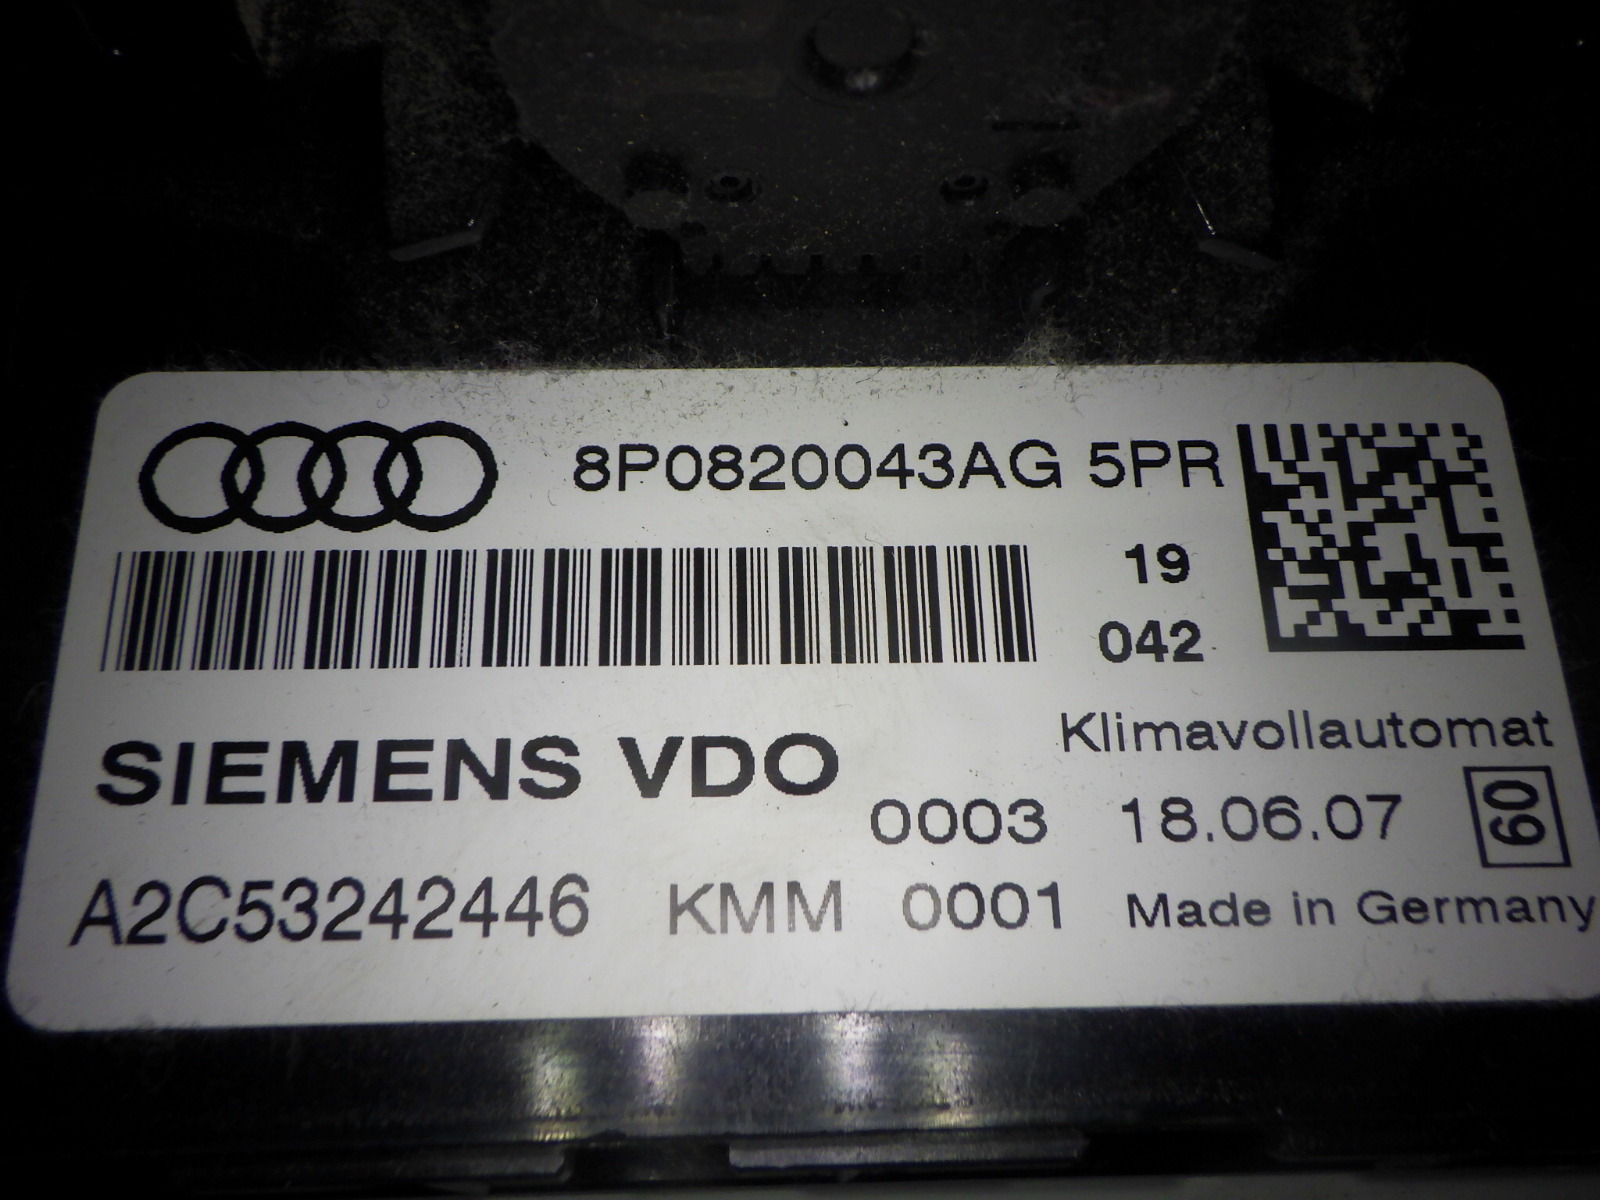 8P0820043AG 5PR
19
042
SIEMENS VDO
Klimavollautomat
0003 18.06.07
60
A2C53242446 KMM 0001 Made in Germany